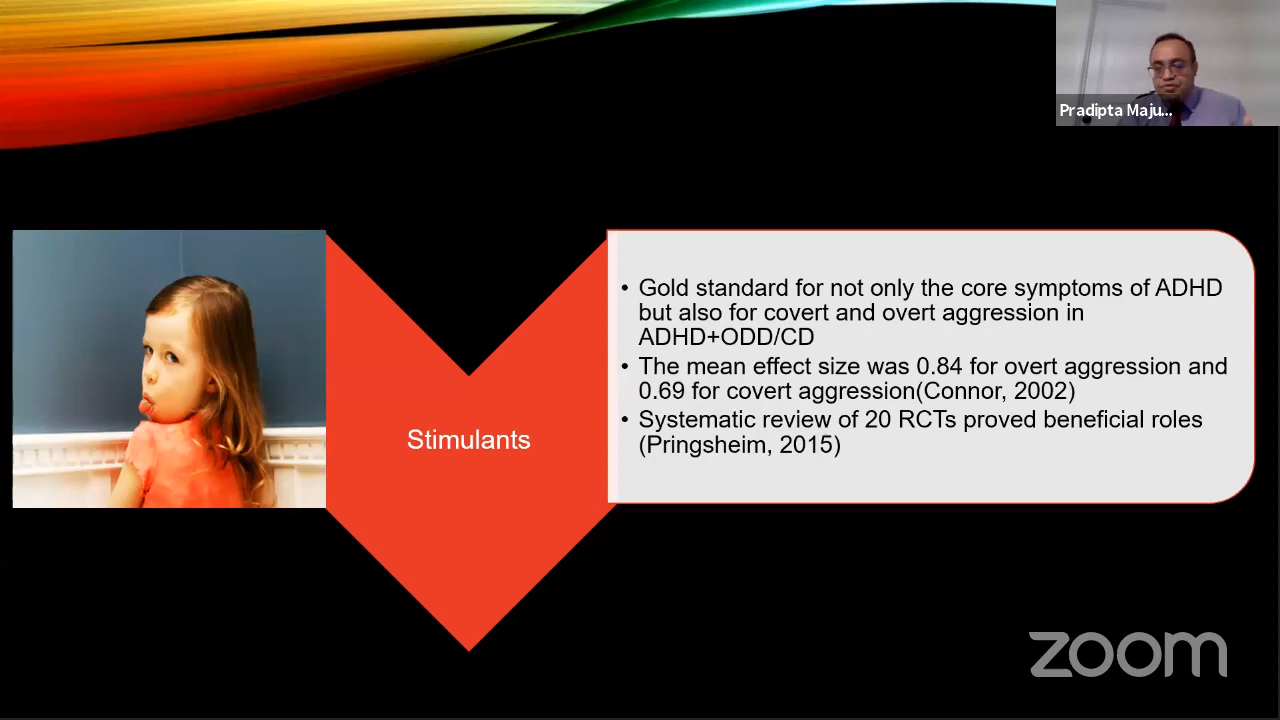 Pradipta Maju...
Stimulants
• Gold standard for not only the core symptoms of ADHD
but also for covert and overt aggression in
ADHD+ODD/CD
• The mean effect size was 0.84 for overt aggression and
0.69 for covert aggression(Connor, 2002)
• Systematic review of 20 RCTs proved beneficial roles
(Pringsheim, 2015)
zoom